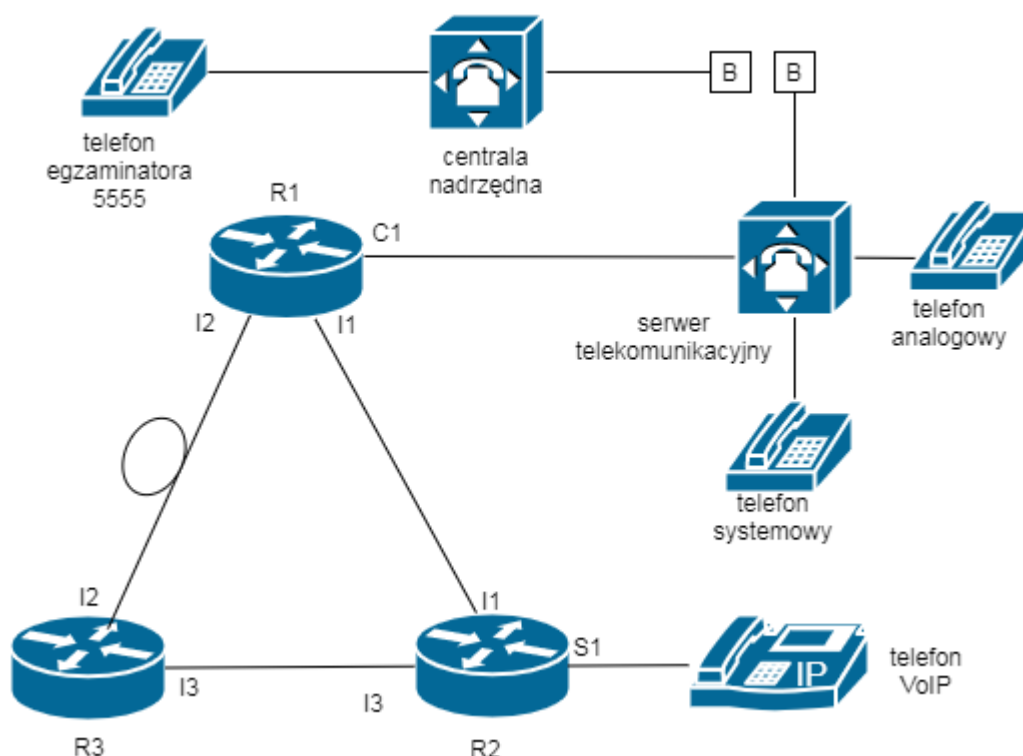 B
B
telefon
egzaminatora
5555
centrala
nadrzędna
R1
C1
I2
I1
serwer
telekomunikacyjny
telefon
analogowy
telefon
systemowy
I2
I1
S1
I3
I3
IP
telefon
VoIP
R3
R2